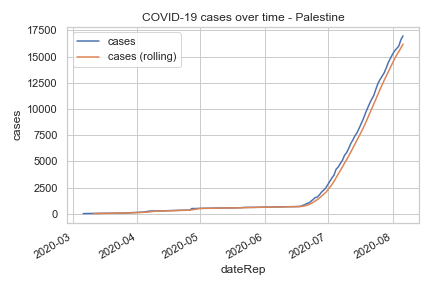 COVID-19 cases over time - Palestine
cases
cases (rolling)
17500
15000
12500
10000
7500
5000
2500
0
cases
2020-03
2020-04
2020-05
2020-06
2020-07
2020-08
dateRep